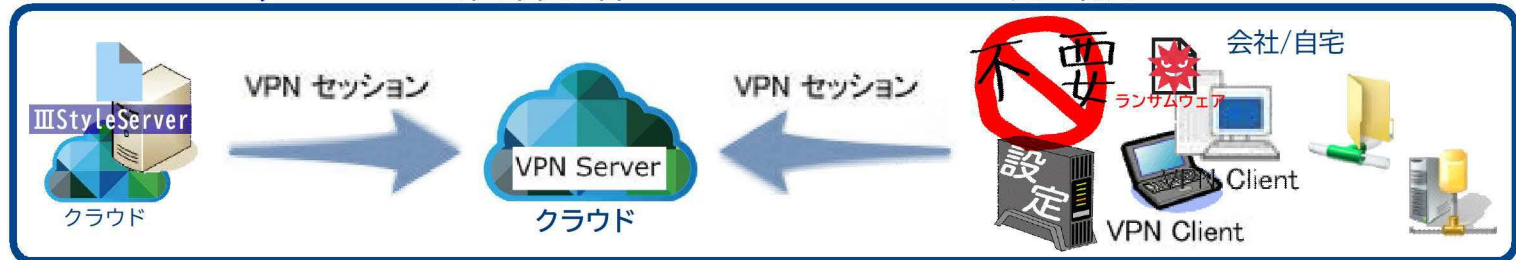 ⅢStyleServer
クラウド
VPN セッション
VPN Server
クラウド
VPN セッション
不要
設定
ランサムウェア
会社/自宅
VPN Client
VPN Client